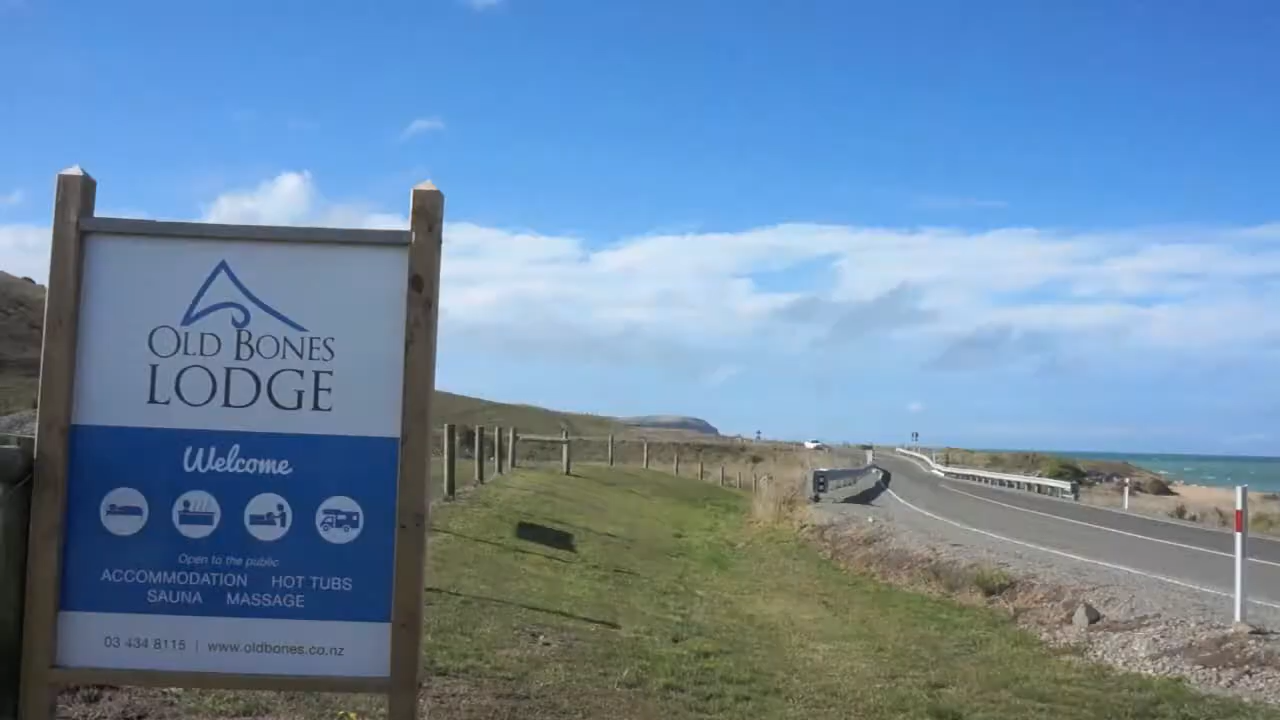 OLD BONES
LODGE
Welcome
Open to the public
ACCOMMODATION HOT TUBS
SAUNA MASSAGE
03 434 8115 | www.oldbones.co.nz